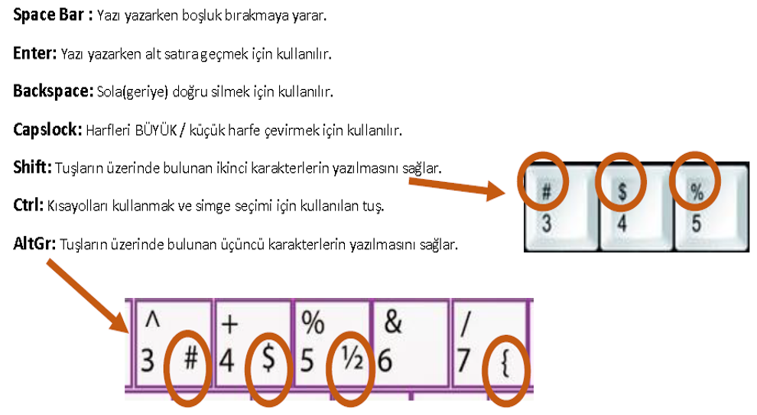 Space Bar : Yazı yazarken boşluk bırakmaya yarar.
Enter: Yazı yazarken alt satıra geçmek için kullanılır.
Backspace: Sola(geriye) doğru silmek için kullanılır.
Capslock: Harfleri BÜYÜK / küçük harfe çevirmek için kullanılır.
Shift: Tuşların üzerinde bulunan ikinci karakterlerin yazılmasını sağlar.
Ctrl: Kısayolları kullanmak ve simge seçimi için kullanılan tuş.
AltGr: Tuşların üzerinde bulunan üçüncü karakterlerin yazılmasını sağlar.
# $ %
3 4 5
^ + % & /
3 # 4 $ 5 ½ 6 7 {